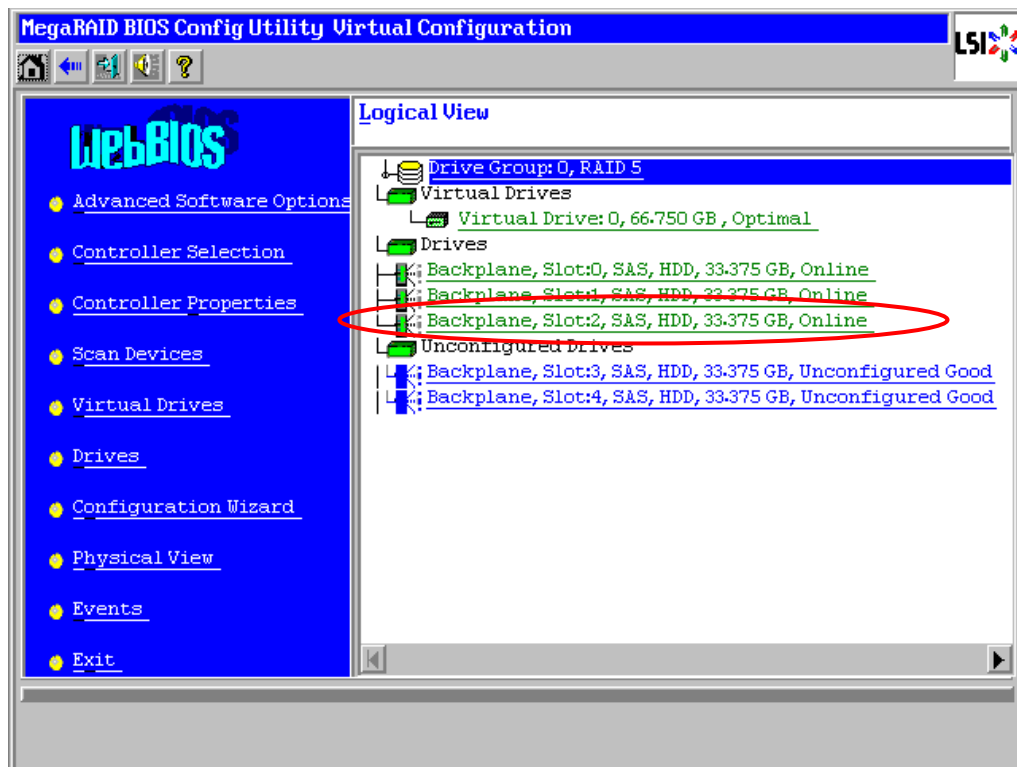 MegaRAID BIOS Config Utility Virtual Configuration
LSI
WebBIOS
Advanced Software Options
Controller Selection
Controller Properties
Scan Devices
Virtual Drives
Drives
Configuration Wizard
Physical View
Events
Exit
Logical View
Drive Group: 0, RAID 5
Virtual Drives
Virtual Drive: 0, 66.750 GB, Optimal
Drives
Backplane, Slot:0, SAS, HDD, 33.375 GB, Online
Backplane, Slot:1, SAS, HDD, 33.375 GB, Online
Backplane, Slot:2, SAS, HDD, 33.375 GB, Online
Unconfigured Drives
Backplane, Slot:3, SAS, HDD, 33.375 GB, Unconfigured Good
Backplane, Slot:4, SAS, HDD, 33.375 GB, Unconfigured Good